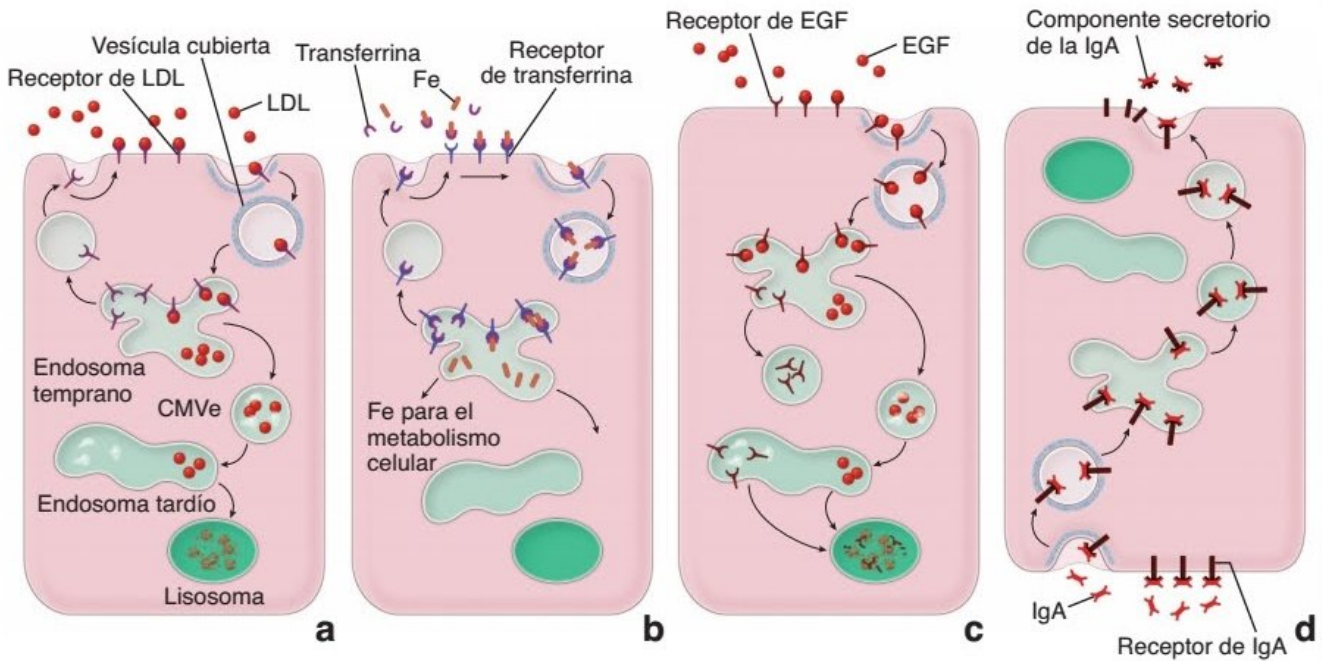 Vesícula cubierta
Receptor de LDL
LDL
Endosoma
temprano
CMVe
Endosoma tardío
Lisosoma
a
Transferrina
Fe
Receptor
de transferrina
Fe para el
metabolismo
celular
b
Receptor de EGF
EGF
c
Componente secretorio
de la IgA
IgA
Receptor de IgA
d